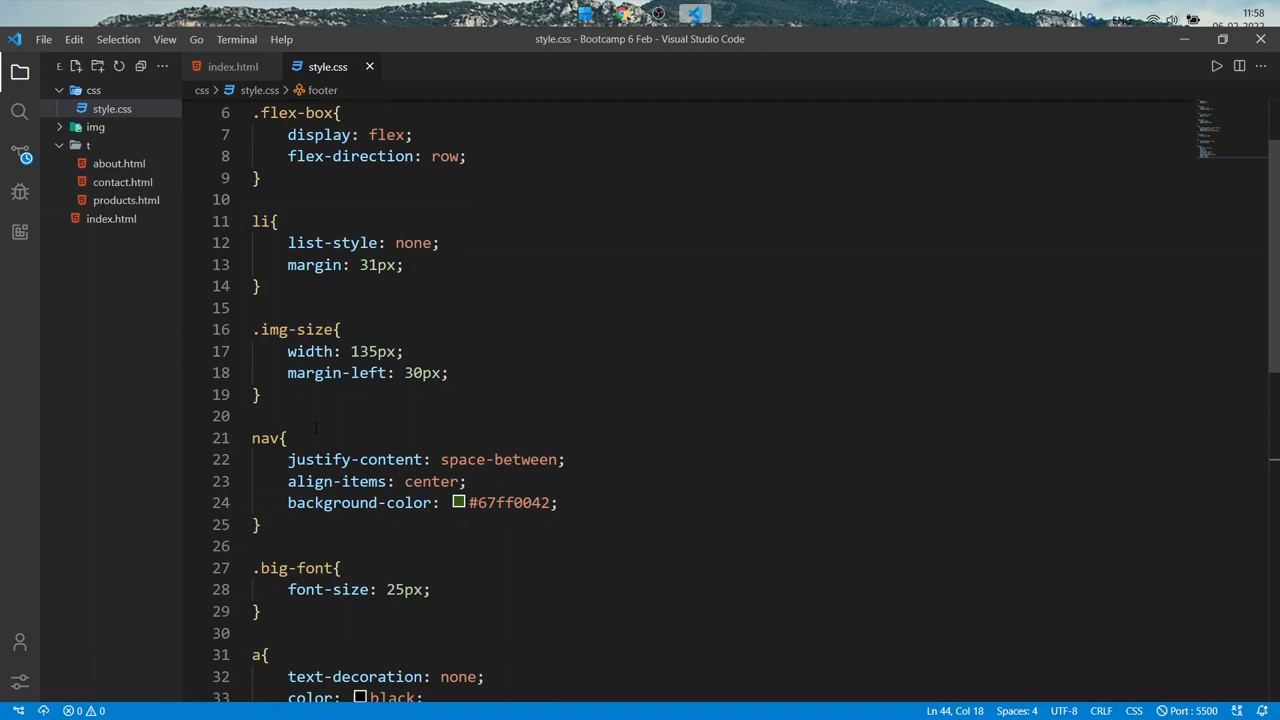 11:58
ENG
File Edit Selection View Go Terminal Help
style.css - Bootcamp 6 Feb - Visual Studio Code
E.
index.html
style.css
css > style.css > footer
css
style.css
img
t
about.html
contact.html
products.html
index.html
6 .flex-box{
7 display: flex;
8 flex-direction: row;
9 }
10
11 li{
12 list-style: none;
13 margin: 31px;
14 }
15
16 .img-size{
17 width: 135px;
18 margin-left: 30px;
19 }
20
21 nav{
22 justify-content: space-between;
23 align-items: center;
24 background-color: #67ff0042;
25 }
26
27 .big-font{
28 font-size: 25px;
29 }
30
31 a{
32 text-decoration: none;
33 color: black;
0 0 Ln 44, Col 18 Spaces: 4 UTF-8 CRLF CSS Port : 5500